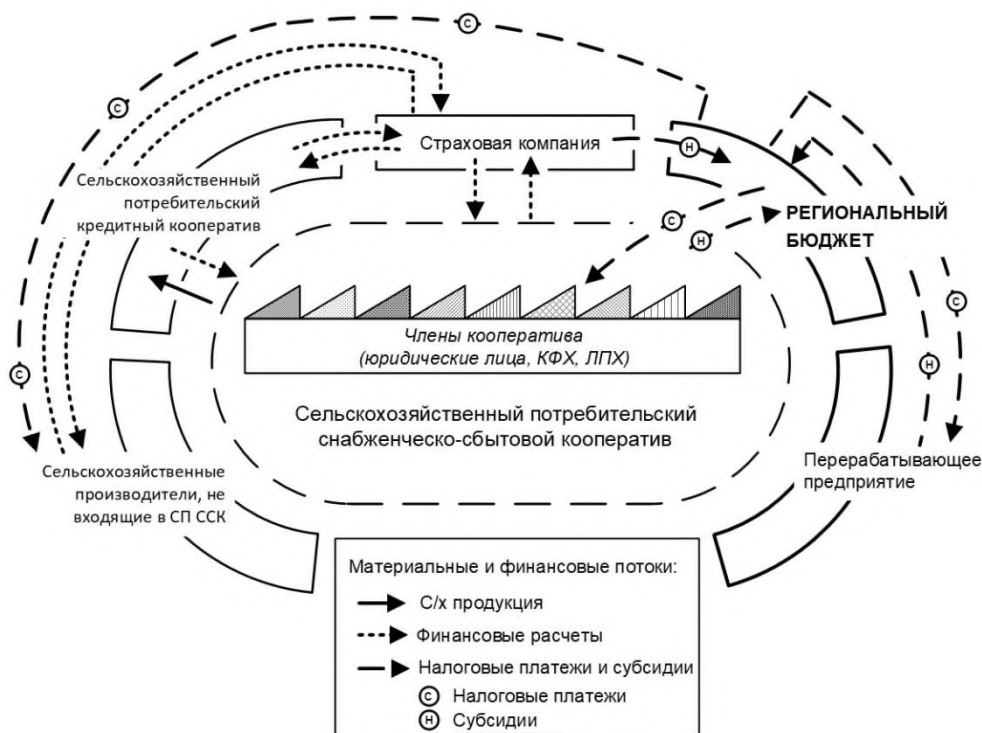 С
С
Страховая компания
Н
Сельскохозяйственный
потребительский
кредитный кооператив
С
Н
РЕГИОНАЛЬНЫЙ
БЮДЖЕТ
С
Члены кооператива
(юридические лица, КФХ, ЛПХ)
Н
С
Сельскохозяйственный потребительский
снабженческо-сбытовой кооператив
Сельскохозяйственные
производители, не
входящие в СП ССК
Перерабатывающее
предприятие
Материальные и финансовые потоки:
С/х продукция
Финансовые расчеты
Налоговые платежи и субсидии
С Налоговые платежи
Н Субсидии